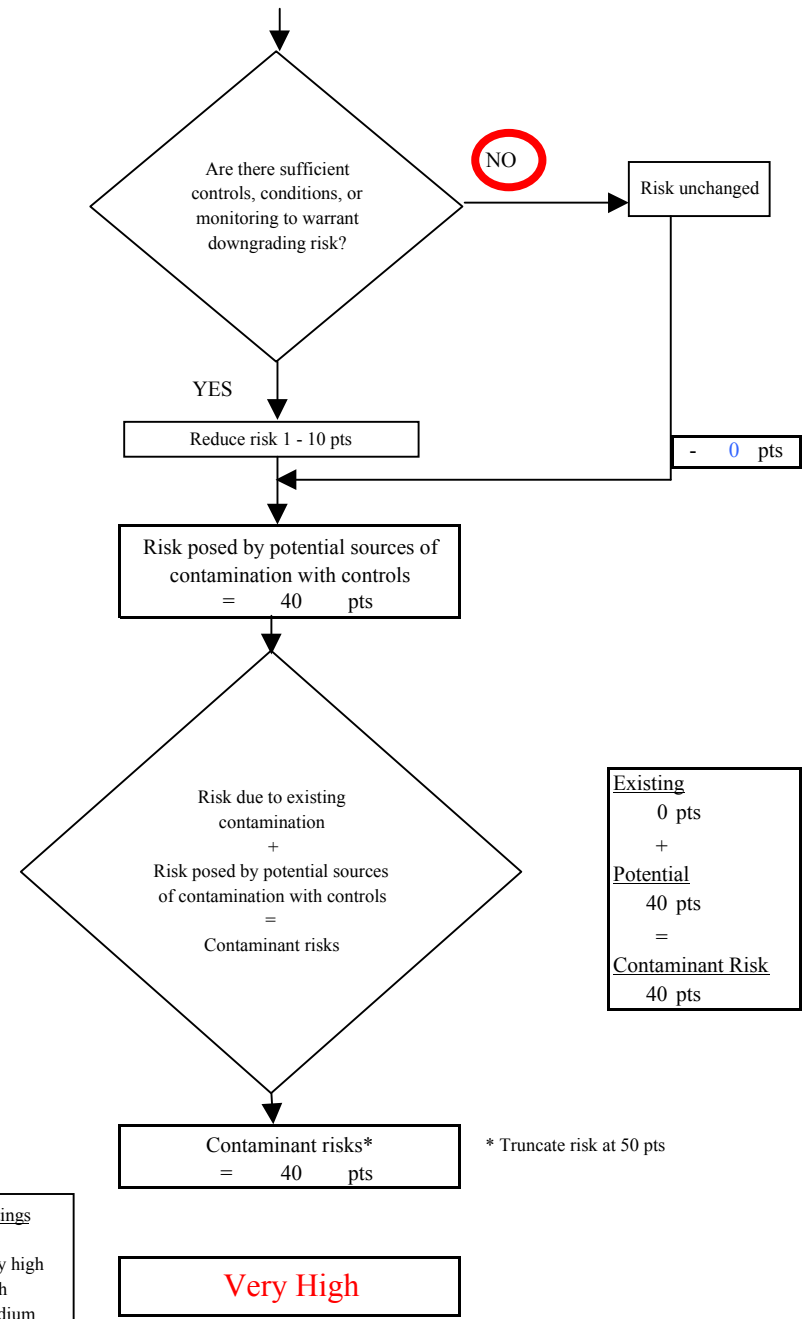 Are there sufficient
controls, conditions, or
monitoring to warrant
downgrading risk?
NO
Risk unchanged
YES
Reduce risk 1 - 10 pts
- 0 pts
Risk posed by potential sources of
contamination with controls
= 40 pts
Risk due to existing
contamination
+
Risk posed by potential sources
of contamination with controls
=
Contaminant risks
Existing
0 pts
+
Potential
40 pts
=
Contaminant Risk
40 pts
Contaminant risks*
= 40 pts
* Truncate risk at 50 pts
high
Very High